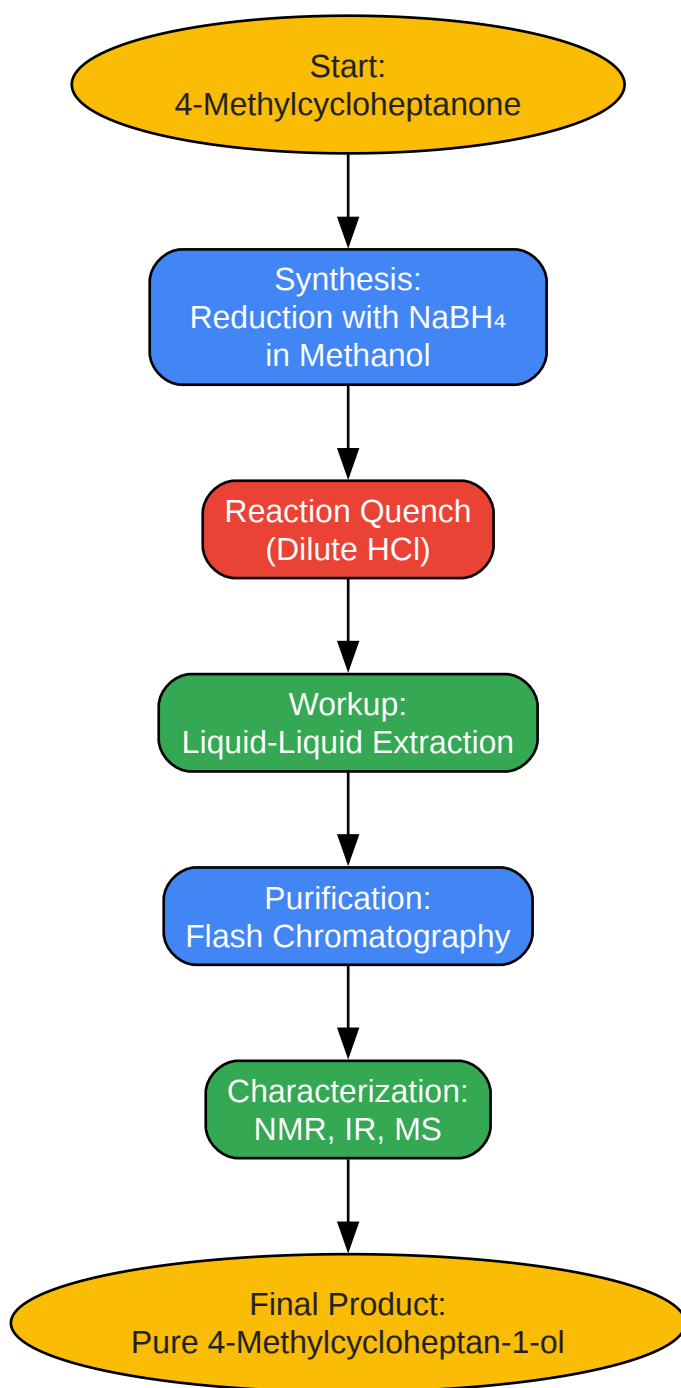 Start:
4-Methylcycloheptanone
Synthesis:
Reduction with NaBH₄
in Methanol
Reaction Quench
(Dilute HCl)
Workup:
Liquid-Liquid Extraction
Purification:
Flash Chromatography
Characterization:
NMR, IR, MS
Final Product:
Pure 4-Methylcycloheptan-1-ol